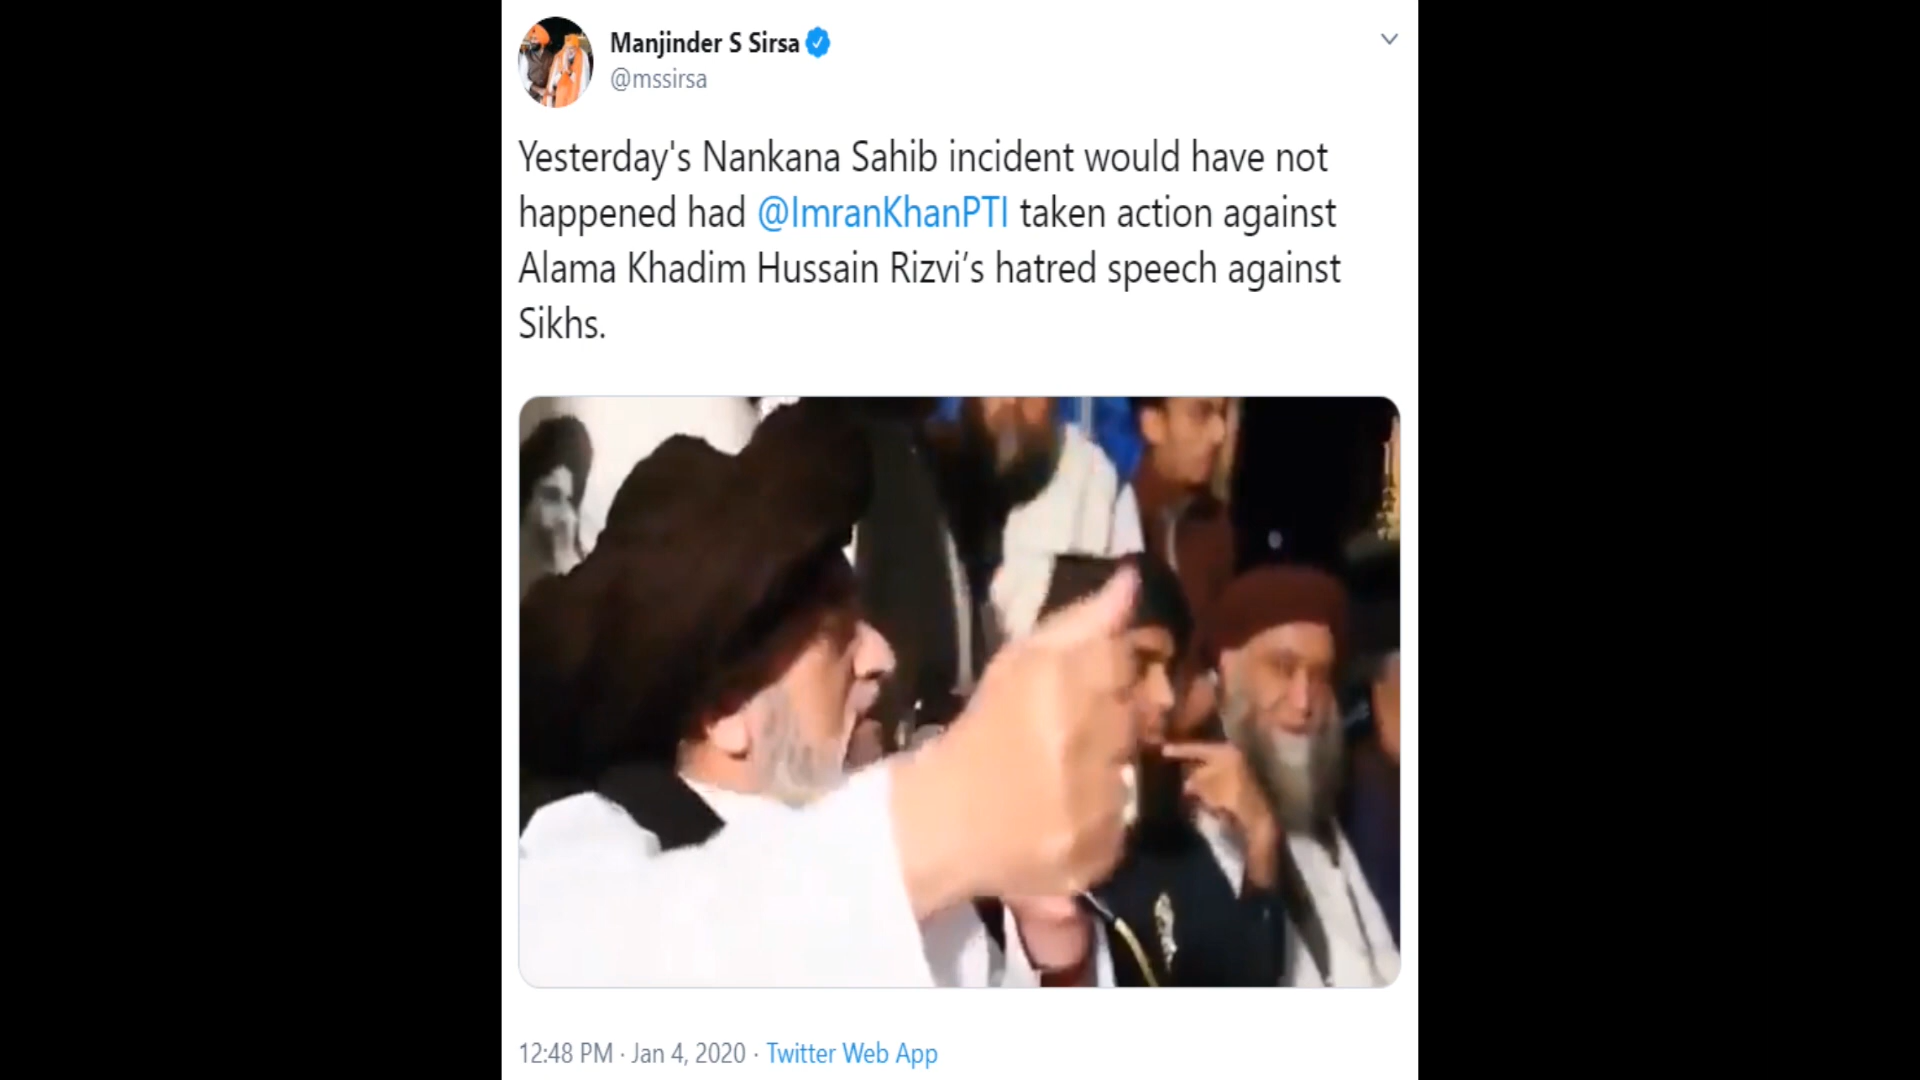 Manjinder S Sirsa
@mssirsa
Yesterday's Nankana Sahib incident would have not
happened had @ImranKhanPTI taken action against
Alama Khadim Hussain Rizvi’s hatred speech against
Sikhs.
12:48 PM · Jan 4, 2020 · Twitter Web App